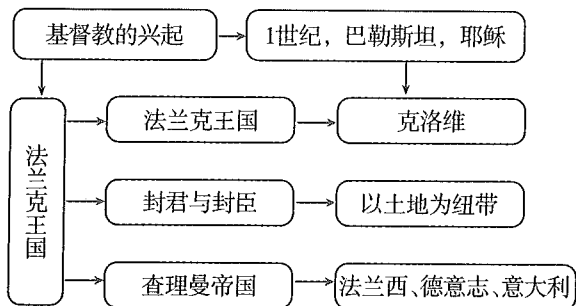 基督教的兴起
1世纪，巴勒斯坦，耶稣
法兰克王国
法兰克王国
克洛维
封君与封臣
以土地为纽带
查理曼帝国
法兰西、德意志、意大利